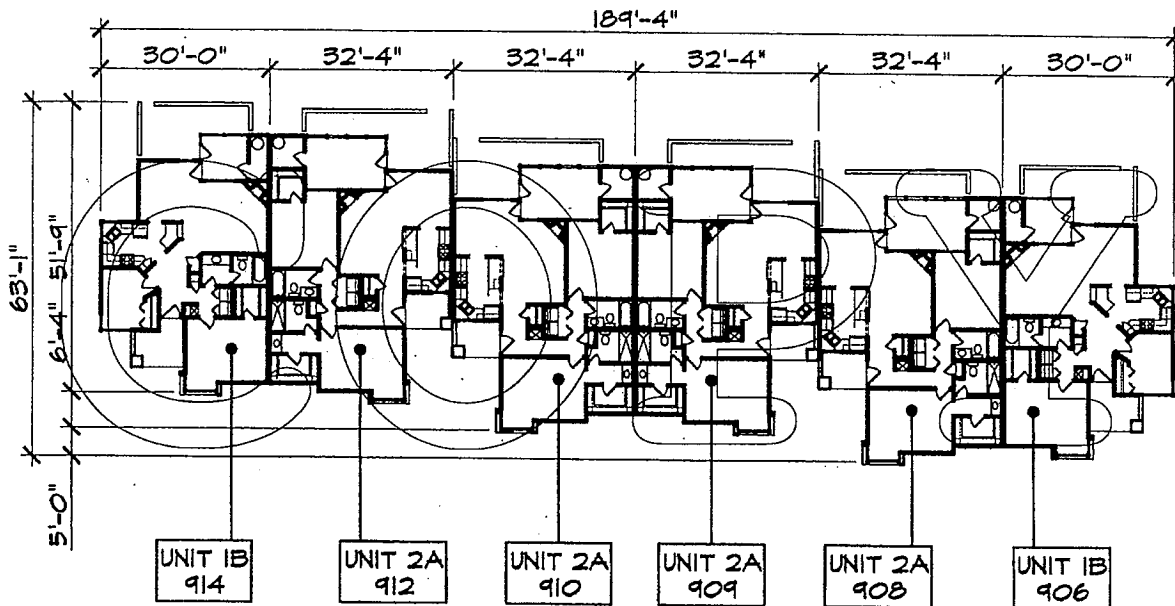 189'-4"
30'-0"
32'-4"
32'-4"
32'-4"
32'-4"
30'-0"
63'-1"
51'-9"
6'-4"
5'-0"
UNIT 1B
914
UNIT 2A
912
UNIT 2A
910
UNIT 2A
909
UNIT 2A
908
UNIT 1B
906